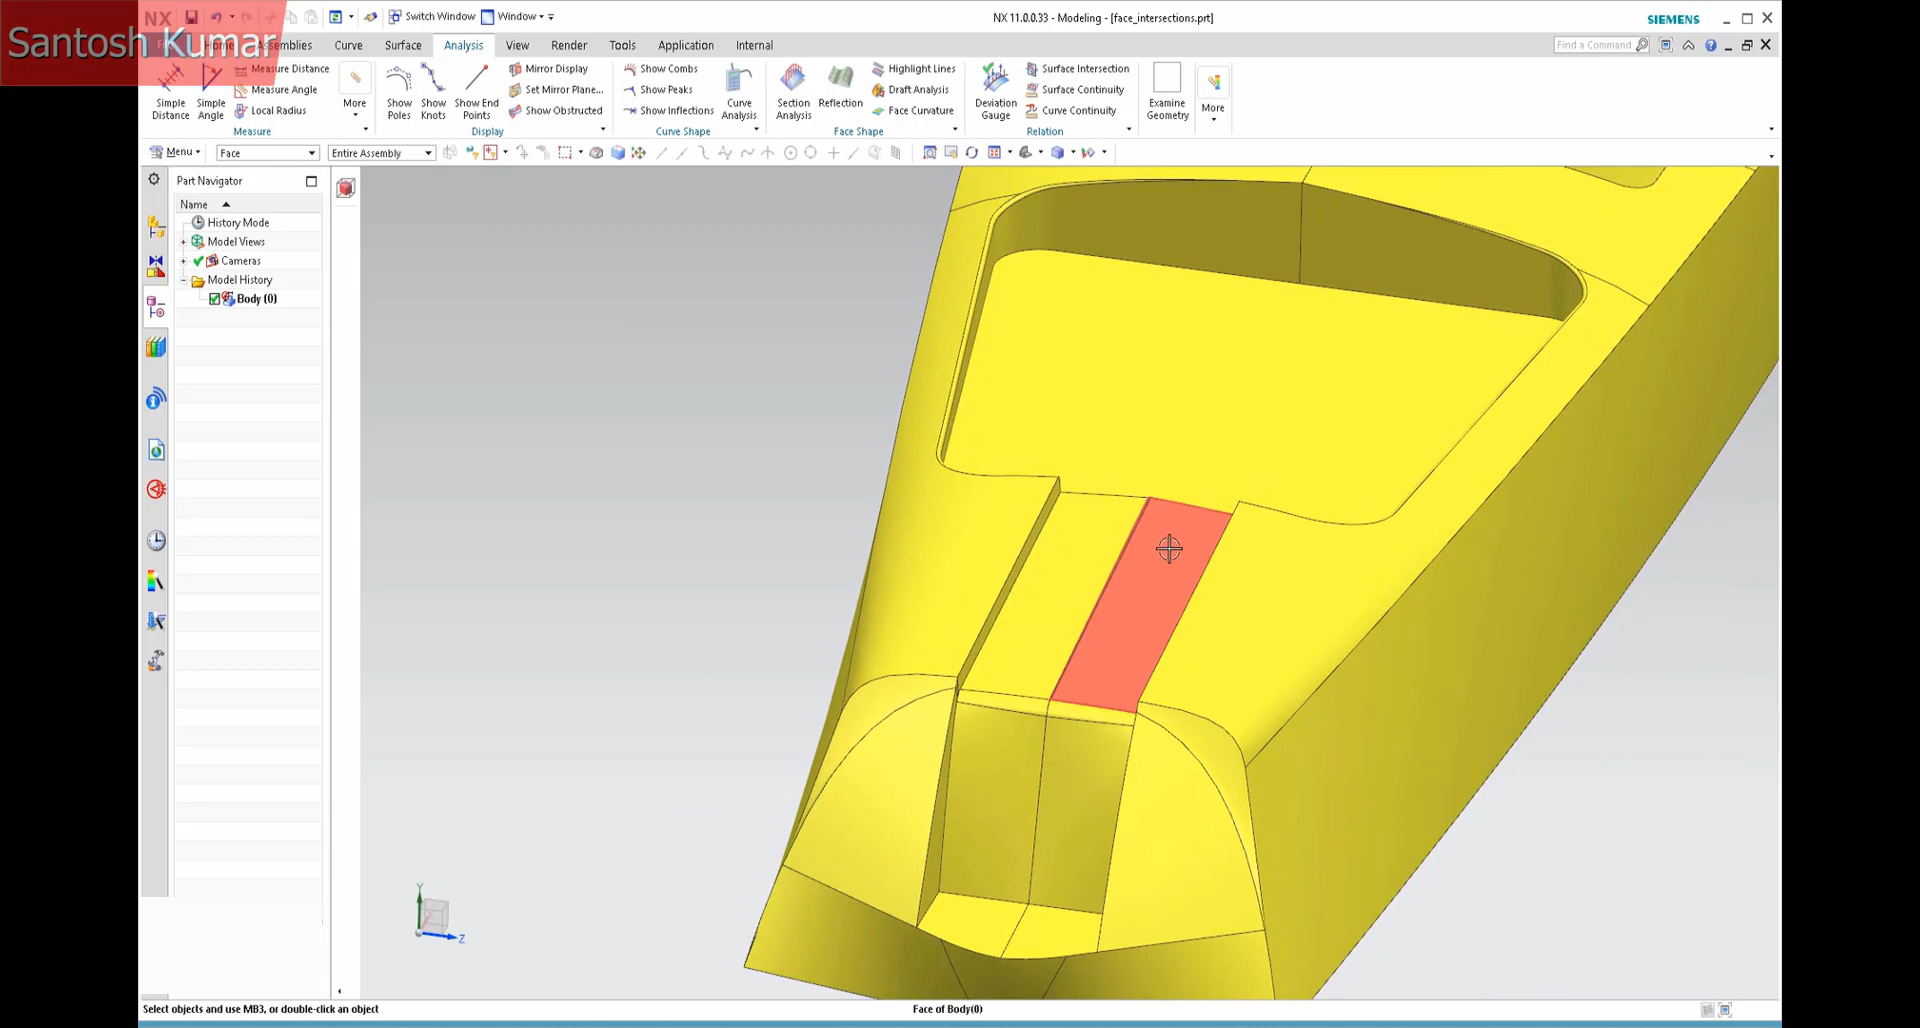 Santosh Kumar
NX
Switch Window
Window
NX 11.0.0.33 - Modeling - [face_intersections.prt]
SIEMENS
Home
Assemblies
Curve
Surface
Analysis
View
Render
Tools
Application
Internal
Find a Command
Simple Distance
Simple Angle
Measure Distance
Measure Angle
Local Radius
More
Measure
Show Poles
Show Knots
Show End Points
Mirror Display
Set Mirror Plane...
Show Obstructed
Display
Show Combs
Show Peaks
Show Inflections
Curve Analysis
Curve Shape
Section Analysis
Reflection
Highlight Lines
Draft Analysis
Face Curvature
Face Shape
Deviation Gauge
Surface Intersection
Surface Continuity
Curve Continuity
Relation
Examine Geometry
More
Menu
Face
Entire Assembly
Part Navigator
Name
History Mode
Model Views
Cameras
Model History
Body (0)
Y
Z
Select objects and use MB3, or double-click an object
Face of Body(0)